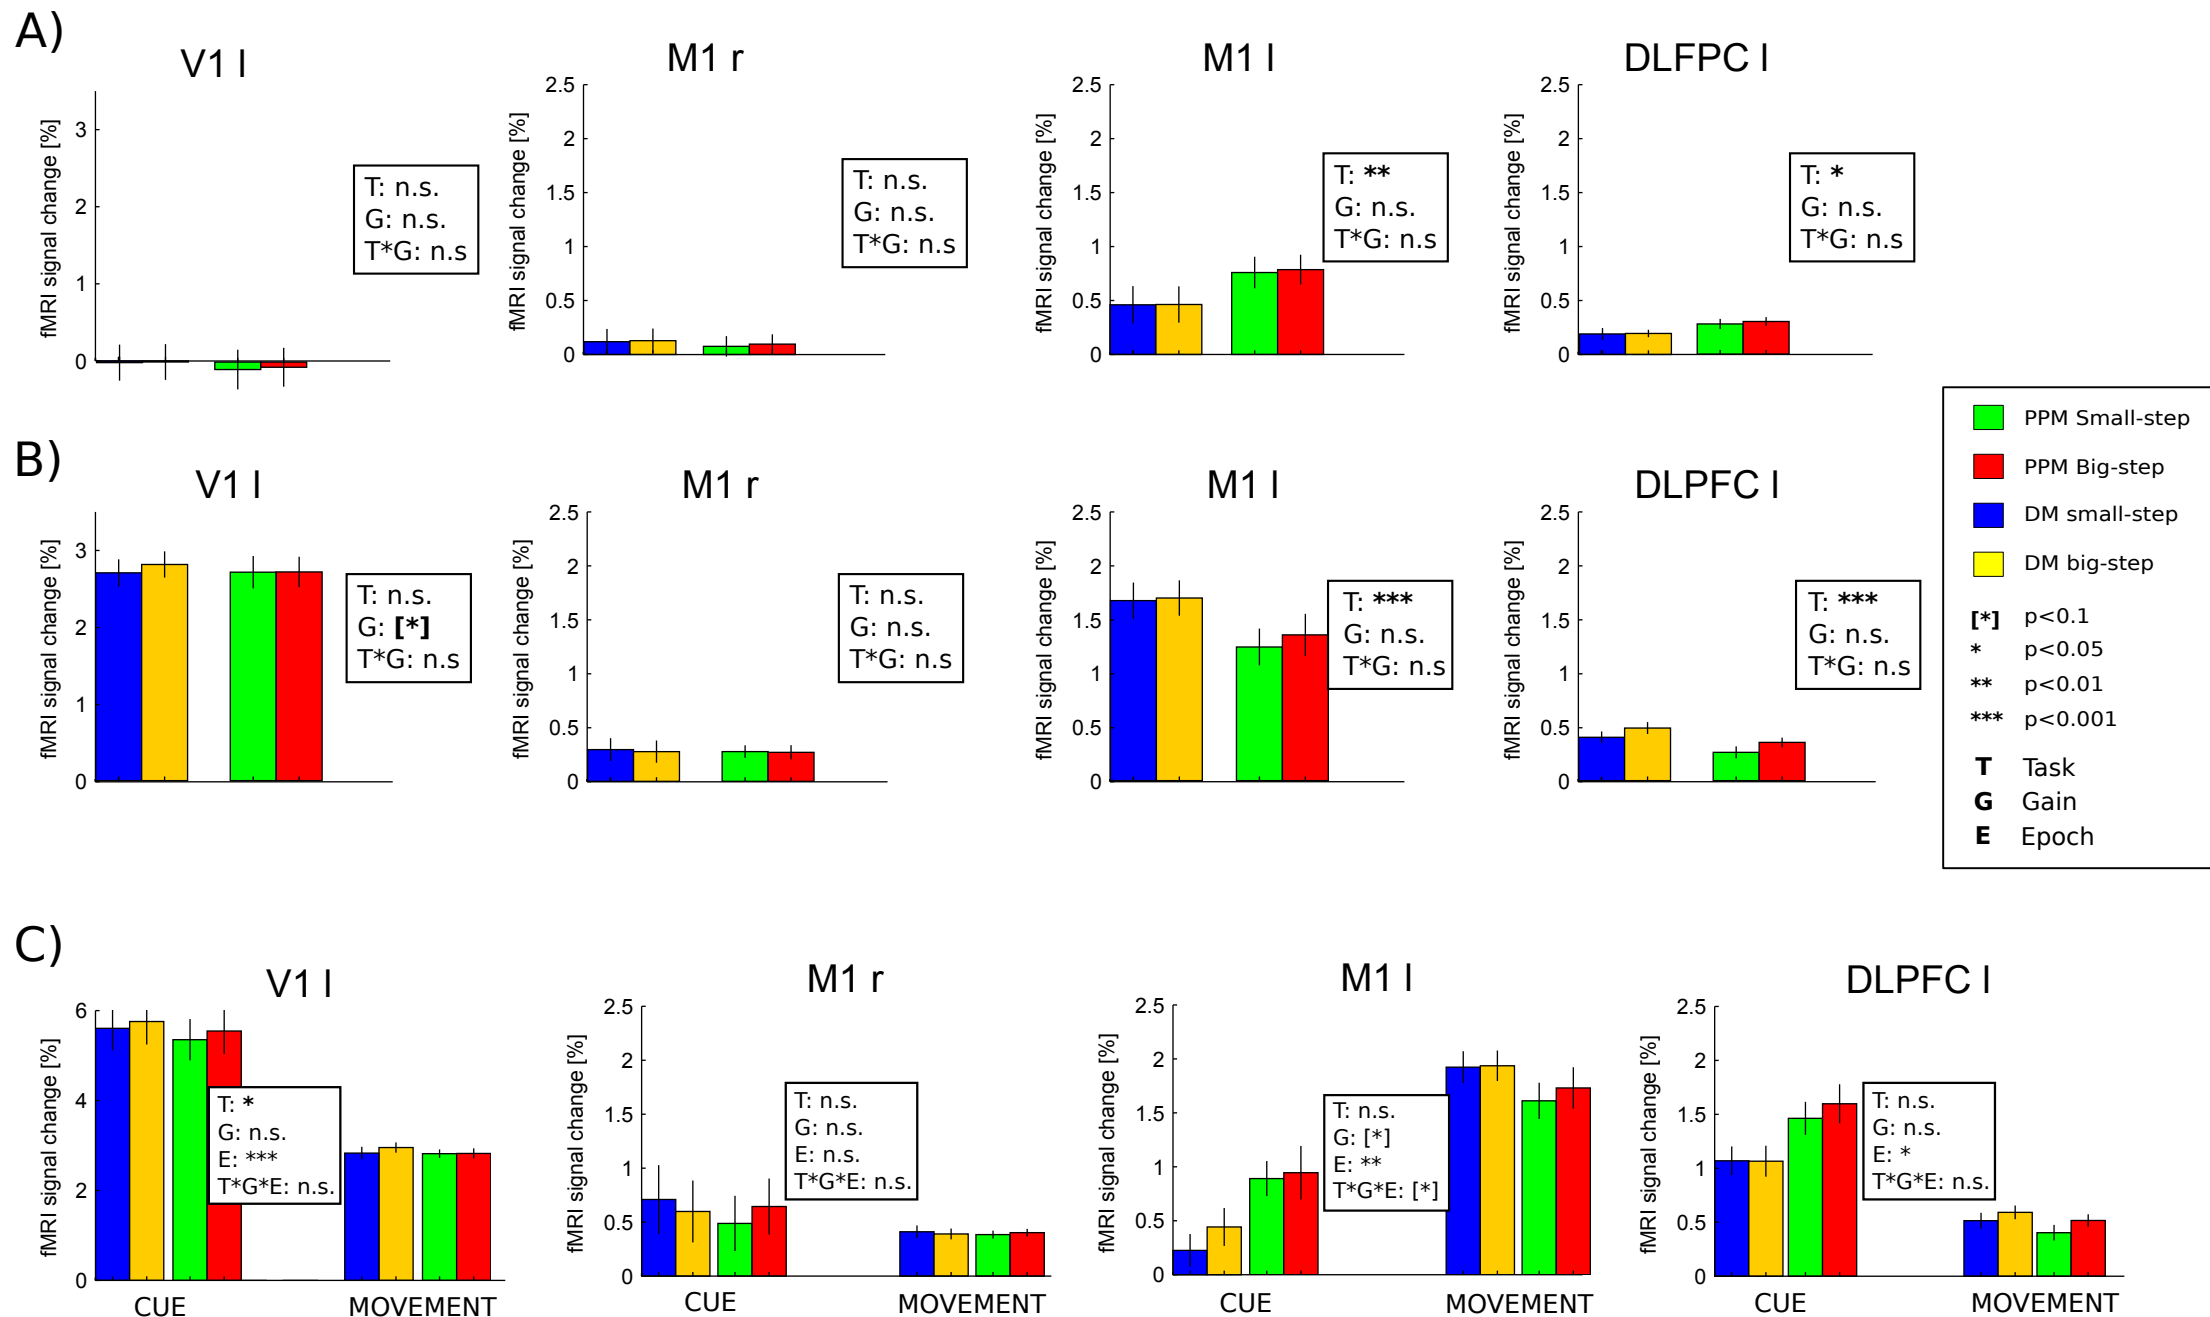 A)
V1 l
M1 r
M1 l
DLFPC l
fMRI signal change [%]
3
2
1
0
T: n.s.
G: n.s.
T*G: n.s
fMRI signal change [%]
2.5
2
1.5
1
0.5
0
T: n.s.
G: n.s.
T*G: n.s
fMRI signal change [%]
2.5
2
1.5
1
0.5
0
T: **
G: n.s.
T*G: n.s
fMRI signal change [%]
2.5
2
1.5
1
0.5
0
T: *
G: n.s.
T*G: n.s
PPM Small-step
PPM Big-step
DM small-step
DM big-step
[*] p<0.1
* p<0.05
** p<0.01
*** p<0.001
T Task
G Gain
E Epoch
B)
V1 l
M1 r
M1 l
DLPFC l
fMRI signal change [%]
3
2
1
0
T: n.s.
G: [*]
T*G: n.s
fMRI signal change [%]
2.5
2
1.5
1
0.5
0
T: n.s.
G: n.s.
T*G: n.s
fMRI signal change [%]
2.5
2
1.5
1
0.5
0
T: ***
G: n.s.
T*G: n.s
fMRI signal change [%]
2.5
2
1.5
1
0.5
0
T: ***
G: n.s.
T*G: n.s
C)
V1 l
M1 r
M1 l
DLPFC l
fMRI signal change [%]
6
4
2
0
T: *
G: n.s.
E: ***
T*G*E: n.s.
CUE
MOVEMENT
fMRI signal change [%]
2.5
2
1.5
1
0.5
0
T: n.s.
G: n.s.
E: n.s.
T*G*E: n.s.
CUE
MOVEMENT
fMRI signal change [%]
2.5
2
1.5
1
0.5
0
T: n.s.
G: [*]
E: **
T*G*E: [*]
CUE
MOVEMENT
fMRI signal change [%]
2.5
2
1.5
1
0.5
0
T: n.s.
G: n.s.
E: *
T*G*E: n.s.
CUE
MOVEMENT